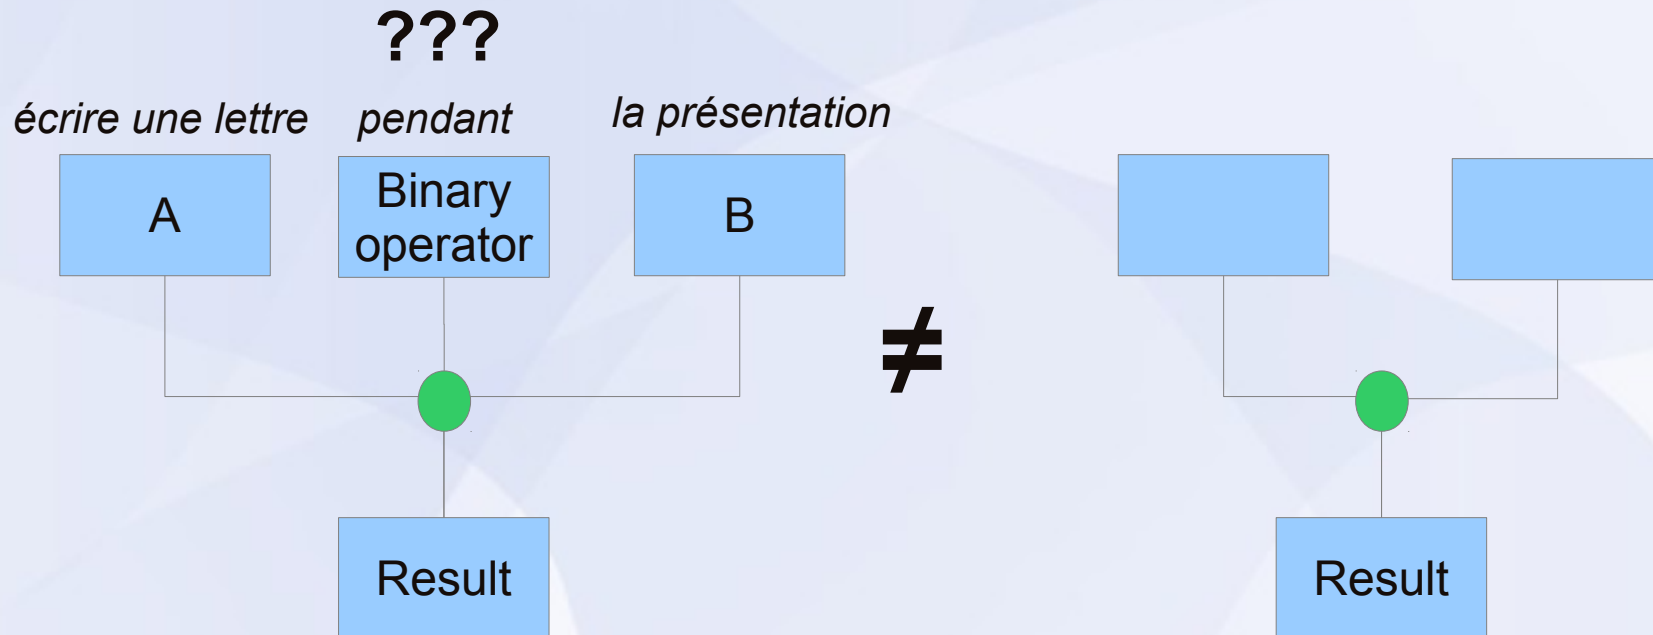 ???
écrire une lettre
pendant
la présentation
A
Binary
operator
B
≠
Result
Result